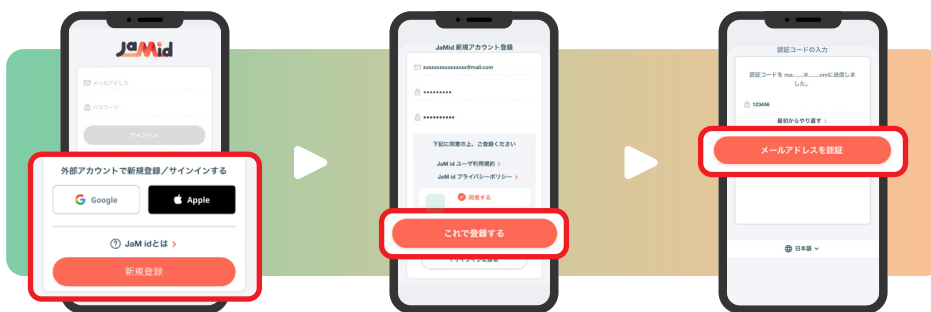 JaMid
メールアドレス
パスワード
サインイン
外部アカウントで新規登録／サインインする
Google
Apple
JaM idとは >
新規登録
JaMid 新規アカウント登録
xxxxxxxxxxxxxxx@mail.com
下記に同意の上、ご登録ください
JaM id ユーザ利用規約 >
JaM id プライバシーポリシー >
同意する
これで登録する
認証コードの入力
認証コードを ma......@......omに送信しま
した。
123456
最初からやり直す >
メールアドレスを認証
日本語